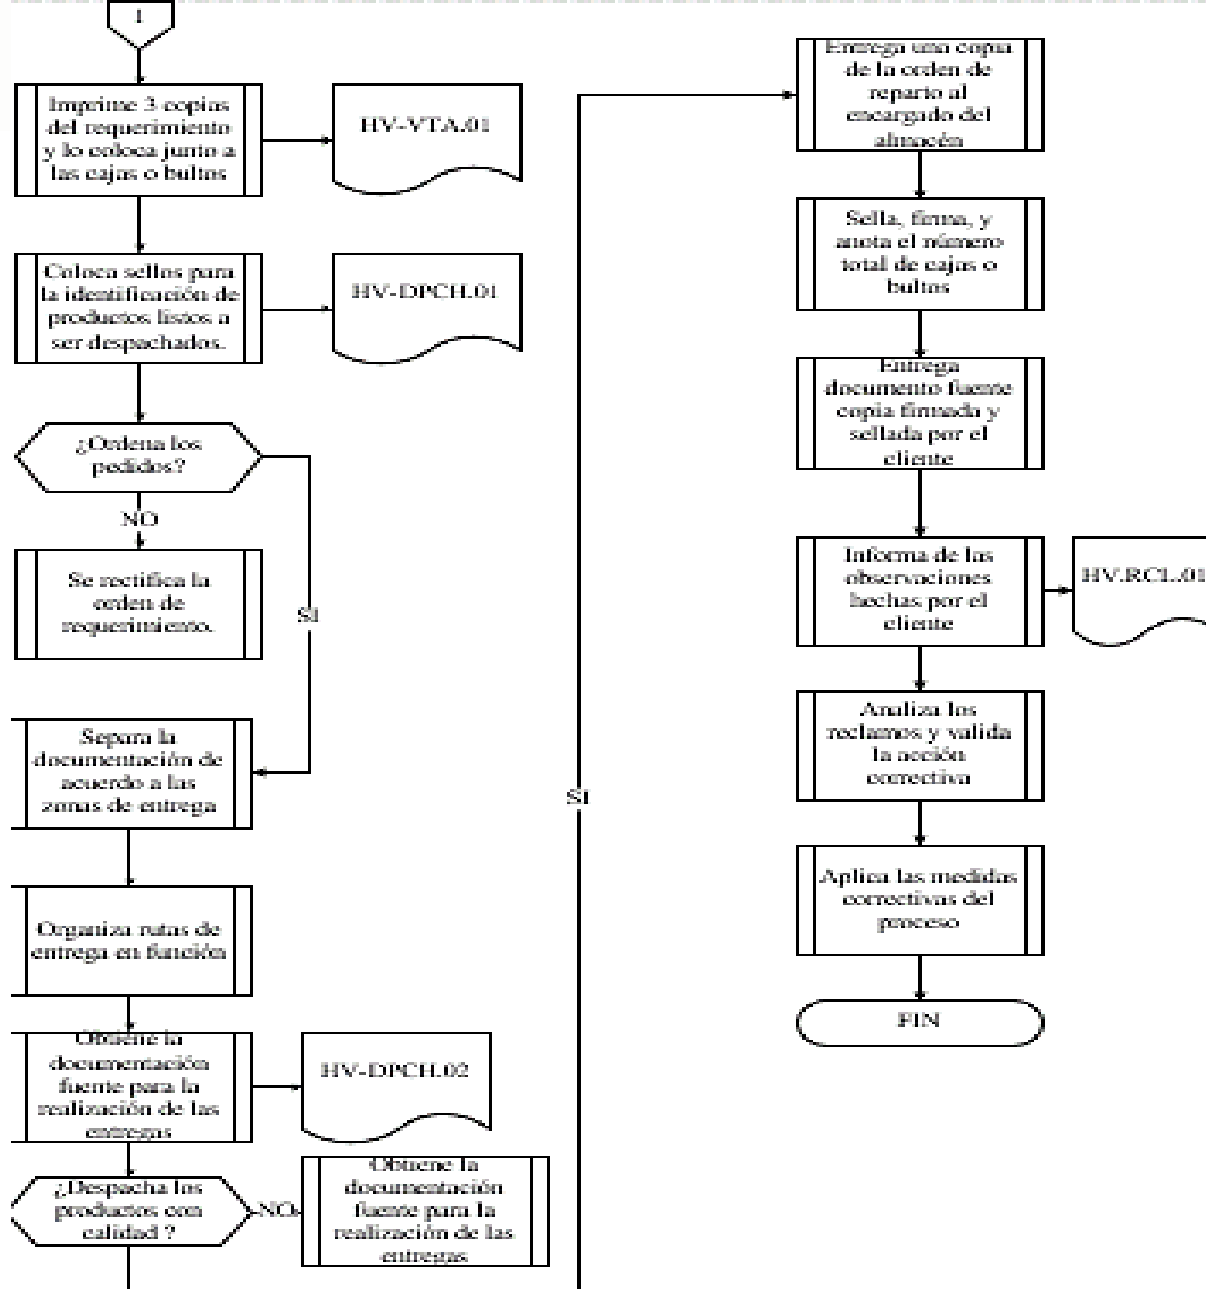 1
Imprime 3 copias
del requerimiento
y lo coloca junto a
las cajas o bultos
HV-VTA.01
Coloca sellos para
la identificación de
productos listos a
ser despachados.
HV-DPCH.01
¿Ordena los
pedidos?
NO
Se rectifica la
orden de
requerimiento.
SI
Separa la
documentación de
acuerdo a las
zonas de entrega
Organiza rutas de
entrega en función
Obtiene la
documentación
fuente para la
realización de las
entregas
HV-DPCH.02
¿Despacha los
productos con
calidad ?
NO
Obtiene la
documentación
fuente para la
realización de las
entregas
SI
Entrega una copia
de la orden de
reparto al
encargado del
almacén
Sella, firma, y
anota el número
total de cajas o
bultos
Entrega
documento fuente
copia firmada y
sellada por el
cliente
Informa de las
observaciones
hechas por el
cliente
HV.RCL.01
Analiza los
reclamos y valida
la acción
correctiva
Aplica las medidas
correctivas del
proceso
FIN